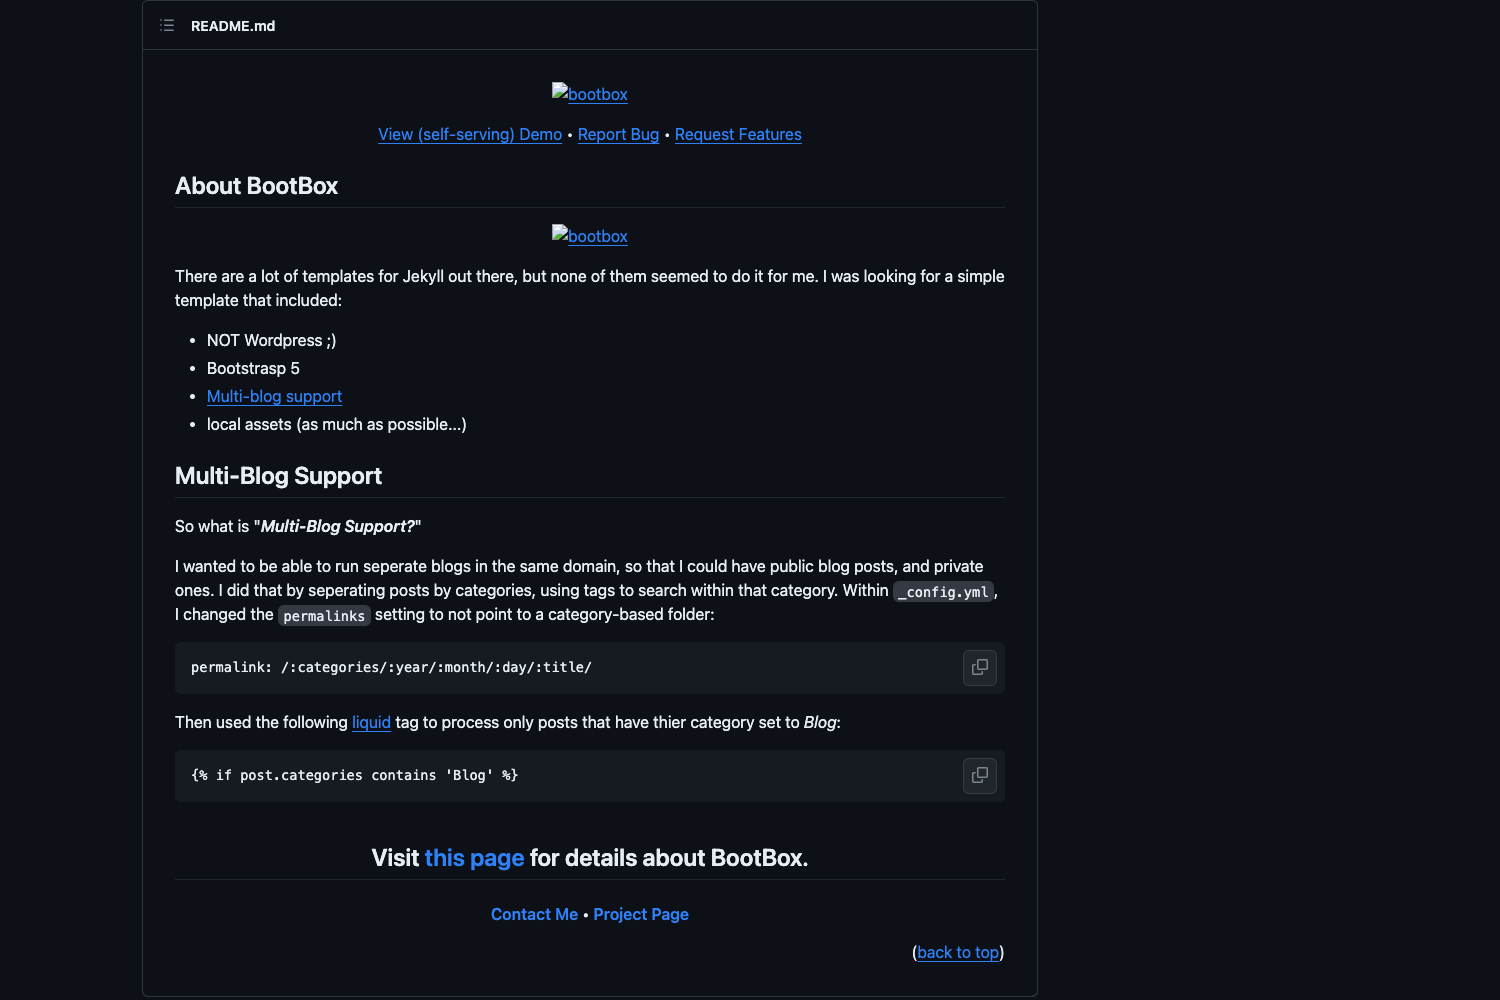 README.md
bootbox
View (self-serving) Demo • Report Bug • Request Features
About BootBox
bootbox
There are a lot of templates for Jekyll out there, but none of them seemed to do it for me. I was looking for a simple
template that included:
• NOT Wordpress ;)
• Bootstrasp 5
• Multi-blog support
• local assets (as much as possible...)
Multi-Blog Support
So what is "Multi-Blog Support?"
I wanted to be able to run seperate blogs in the same domain, so that I could have public blog posts, and private
ones. I did that by seperating posts by categories, using tags to search within that category. Within _config.yml,
I changed the permalinks setting to not point to a category-based folder:
permalink: /:categories/:year/:month/:day/:title/
Then used the following liquid tag to process only posts that have thier category set to Blog:
{% if post.categories contains 'Blog' %}
Visit this page for details about BootBox.
Contact Me • Project Page
(back to top)